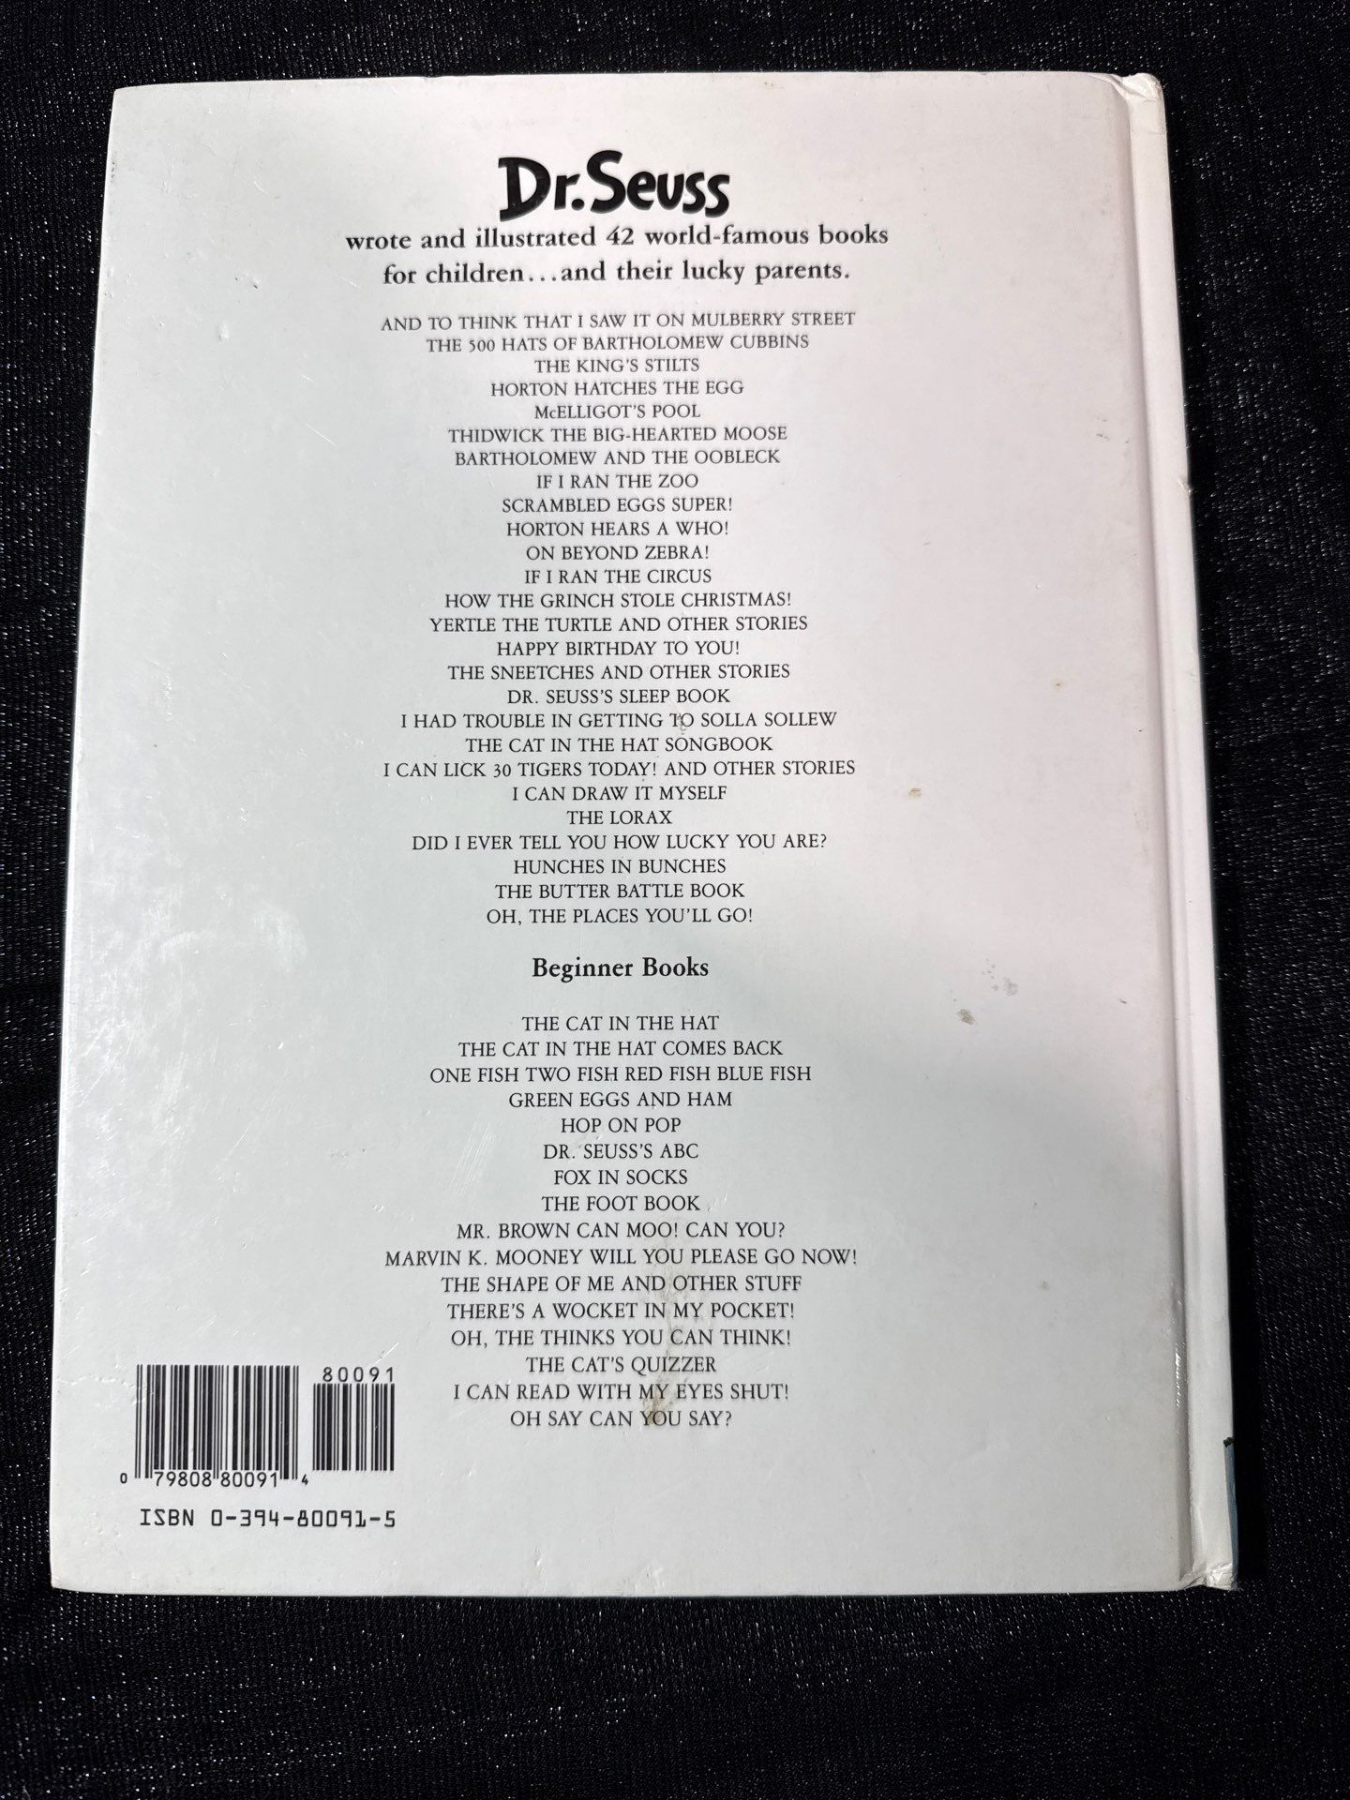 Dr. Seuss
wrote and illustrated 42 world-famous books
for children...and their lucky parents.
AND TO THINK THAT I SAW IT ON MULBERRY STREET
THE 500 HATS OF BARTHOLOMEW CUBBINS
THE KING'S STILTS
HORTON HATCHES THE EGG
McELLIGOT'S POOL
THIDWICK THE BIG-HEARTED MOOSE
BARTHOLOMEW AND THE OOBLECK
IF I RAN THE ZOO
SCRAMBLED EGGS SUPER!
HORTON HEARS A WHO!
ON BEYOND ZEBRA!
IF I RAN THE CIRCUS
HOW THE GRINCH STOLE CHRISTMAS!
YERTLE THE TURTLE AND OTHER STORIES
HAPPY BIRTHDAY TO YOU!
THE SNEETCHES AND OTHER STORIES
DR. SEUSS'S SLEEP BOOK
I HAD TROUBLE IN GETTING TO SOLLA SOLLEW
THE CAT IN THE HAT SONGBOOK
I CAN LICK 30 TIGERS TODAY! AND OTHER STORIES
I CAN DRAW IT MYSELF
THE LORAX
DID I EVER TELL YOU HOW LUCKY YOU ARE?
HUNCHES IN BUNCHES
THE BUTTER BATTLE BOOK
OH, THE PLACES YOU'LL GO!
Beginner Books
THE CAT IN THE HAT
THE CAT IN THE HAT COMES BACK
ONE FISH TWO FISH RED FISH BLUE FISH
GREEN EGGS AND HAM
HOP ON POP
DR. SEUSS'S ABC
FOX IN SOCKS
THE FOOT BOOK
MR. BROWN CAN MOO! CAN YOU?
MARVIN K. MOONEY WILL YOU PLEASE GO NOW!
THE SHAPE OF ME AND OTHER STUFF
THERE'S A WOCKET IN MY POCKET!
OH, THE THINKS YOU CAN THINK!
THE CAT'S QUIZZER
I CAN READ WITH MY EYES SHUT!
OH SAY CAN YOU SAY?
80091
0 79808 80091 4
ISBN 0-394-80091-5